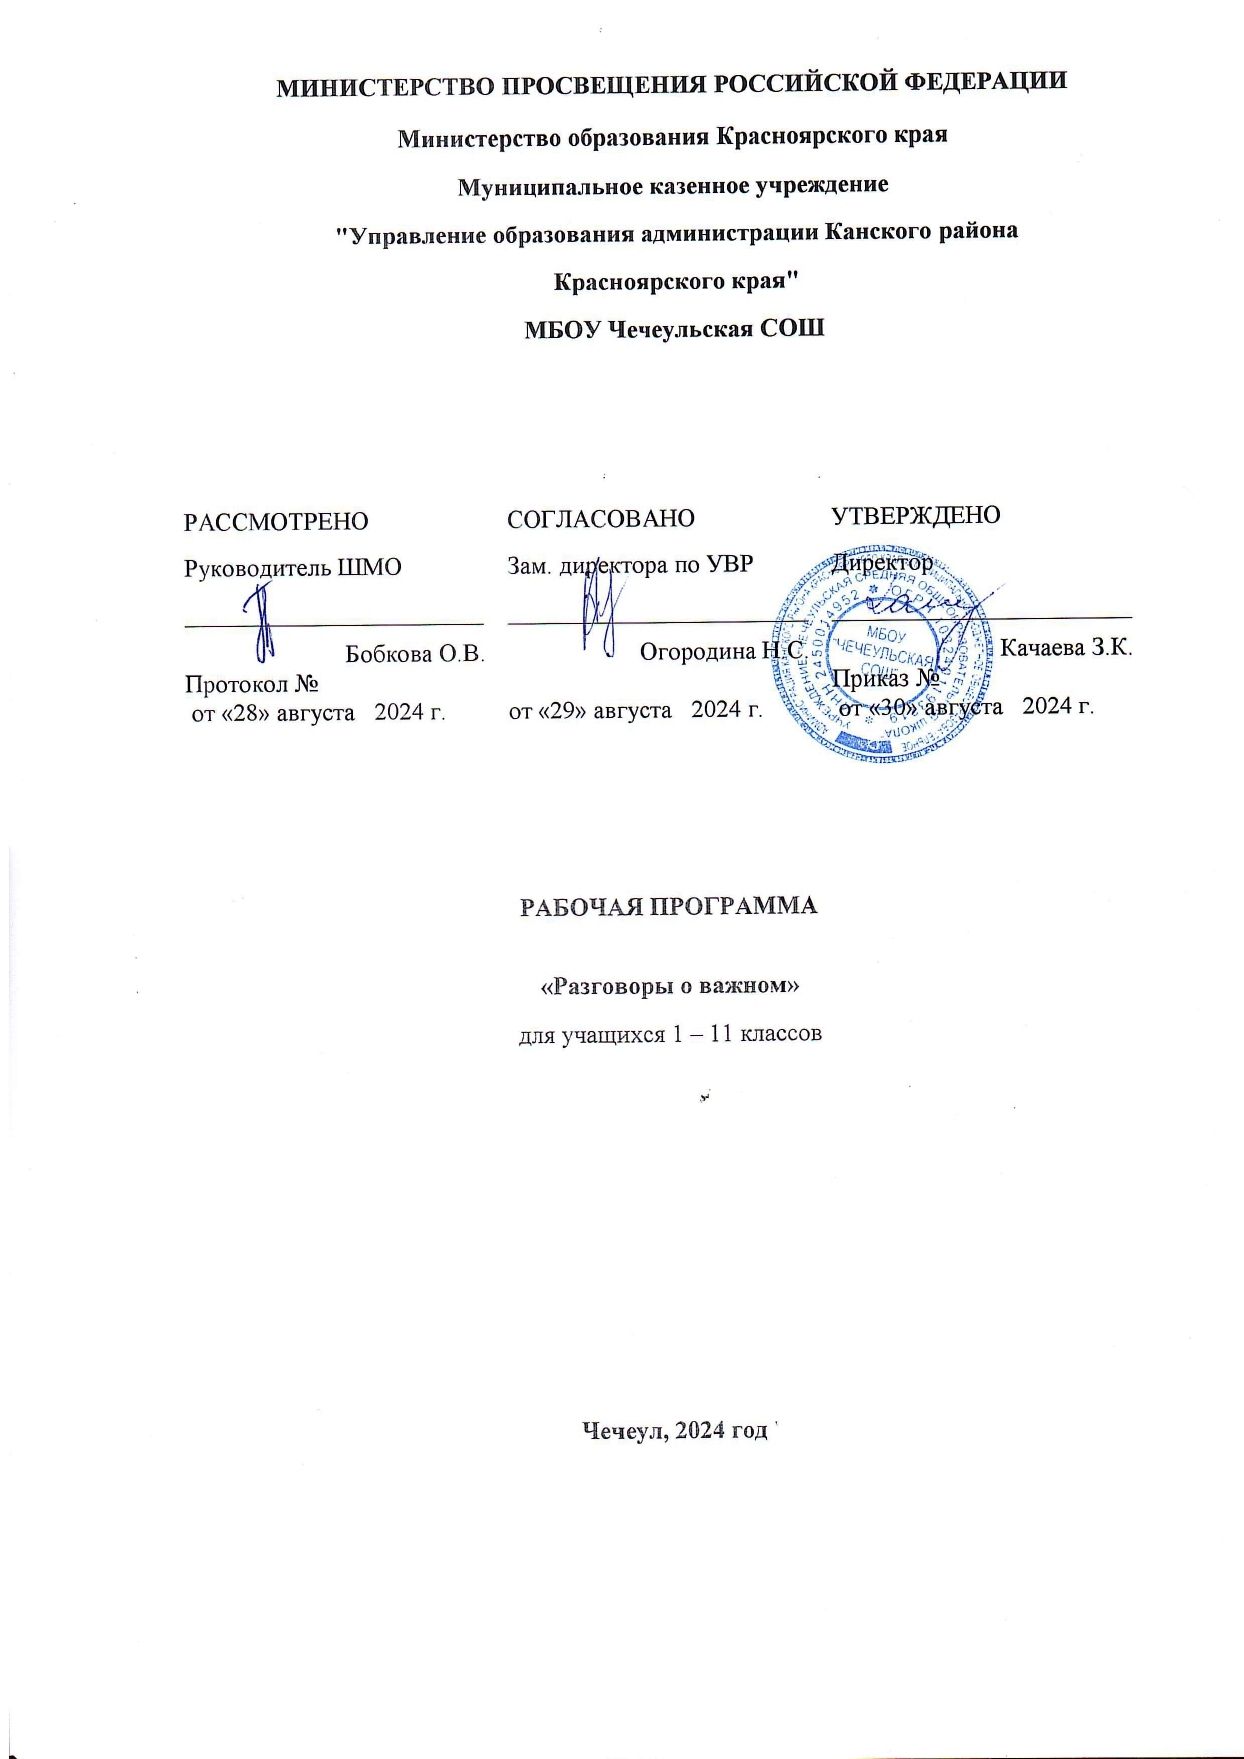 МИНИСТЕРСТВО ПРОСВЕЩЕНИЯ РОССИЙСКОЙ ФЕДЕРАЦИИ
Министерство образования Красноярского края
Муниципальное казенное учреждение
"Управление образования администрации Канского района
Красноярского края"
МБОУ Чечеульская СОШ
РАССМОТРЕНО
Руководитель ШМО
Бобкова О.В.
Протокол №
от «28» августа 2024 г.
СОГЛАСОВАНО
Зам. директора по УВР
Огородина Н.С.
от «29» августа 2024 г.
УТВЕРЖДЕНО
Директор
Качаева З.К.
Приказ №
от «30» августа 2024 г.
МБОУ
"ЧЕЧЕУЛЬСКАЯ
СОШ"
РАБОЧАЯ ПРОГРАММА
«Разговоры о важном»
для учащихся 1 – 11 классов
Чечеул, 2024 год